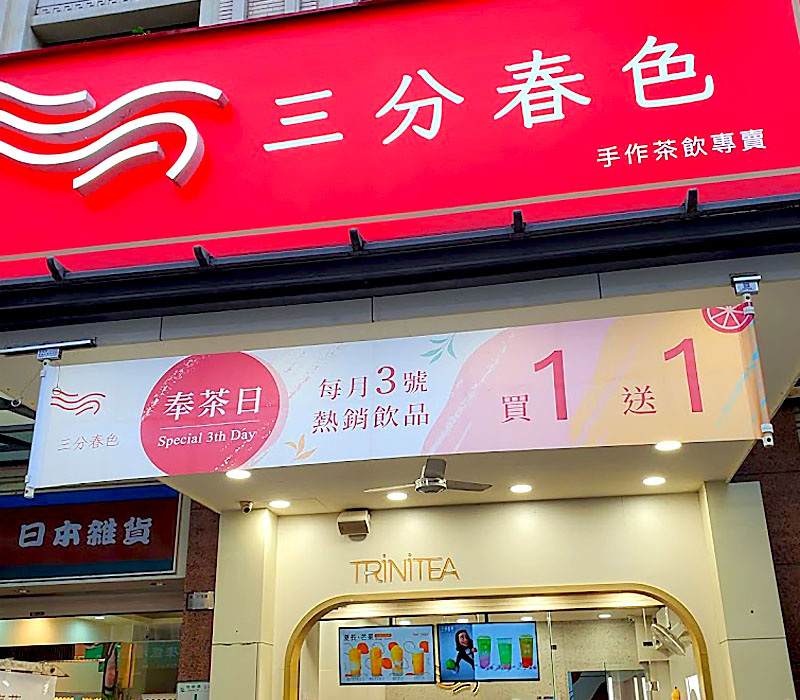 三分春色
手作茶飲專賣
三分春色
奉茶日
Special 3th Day
每月3號
熱銷飲品
買1送1
日本雜貨
TRiNiTEA